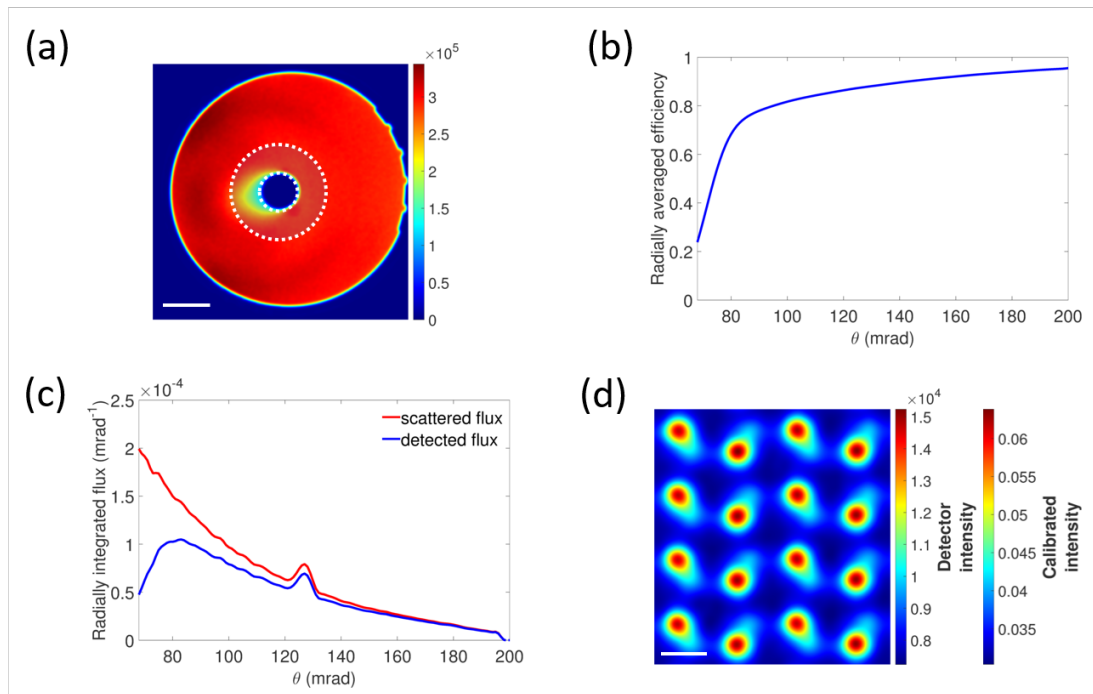 (a)
×10⁵
3
2.5
2
1.5
1
0.5
0
(b)
Radially averaged efficiency
1
0.8
0.6
0.4
0.2
0
80 100 120 140 160 180 200
θ (mrad)
(c)
×10⁻⁴
Radially integrated flux (mrad⁻¹)
2.5
2
1.5
1
0.5
0
scattered flux
detected flux
80 100 120 140 160 180 200
θ (mrad)
(d)
×10⁴
1.5
1.4
1.3
1.2
1.1
1
0.9
0.8
Detector
intensity
0.06
0.055
0.05
0.045
0.04
0.035
Calibrated
intensity